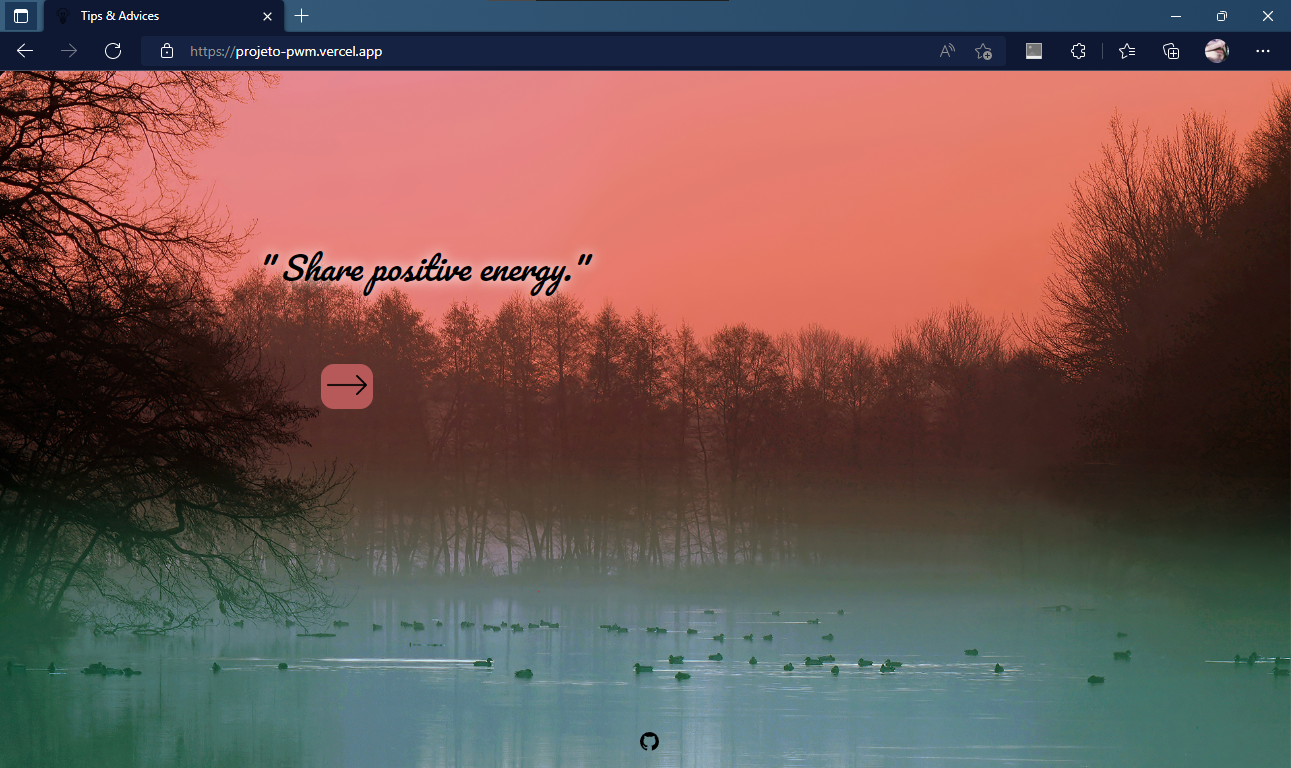 Tips & Advices
https://projeto-pwm.vercel.app
" Share positive energy."